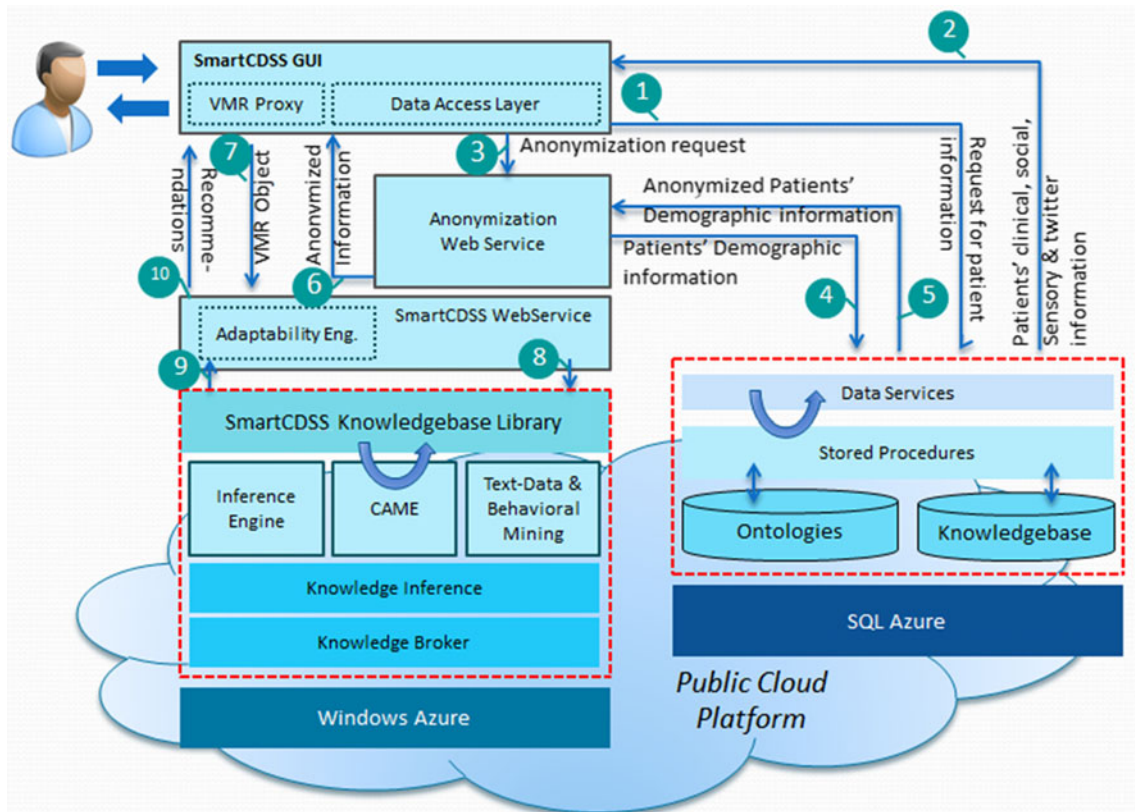 2
SmartCDSS GUI
VMR Proxy
Data Access Layer
1
7
3
Anonymization request
Recomme-
ndations
VMR Object
Anonymized
Information
Anonymization
Web Service
Anonymized Patients'
Demographic information
Patients' Demographic
information
Request for patient
information
Patients' clinical, social,
Sensory & twitter
information
6
4
5
10
SmartCDSS WebService
Adaptability Eng.
9
8
SmartCDSS Knowledgebase Library
Inference
Engine
CAME
Text-Data &
Behavioral
Mining
Knowledge Inference
Knowledge Broker
Windows Azure
Data Services
Stored Procedures
Ontologies
Knowledgebase
SQL Azure
Public Cloud
Platform